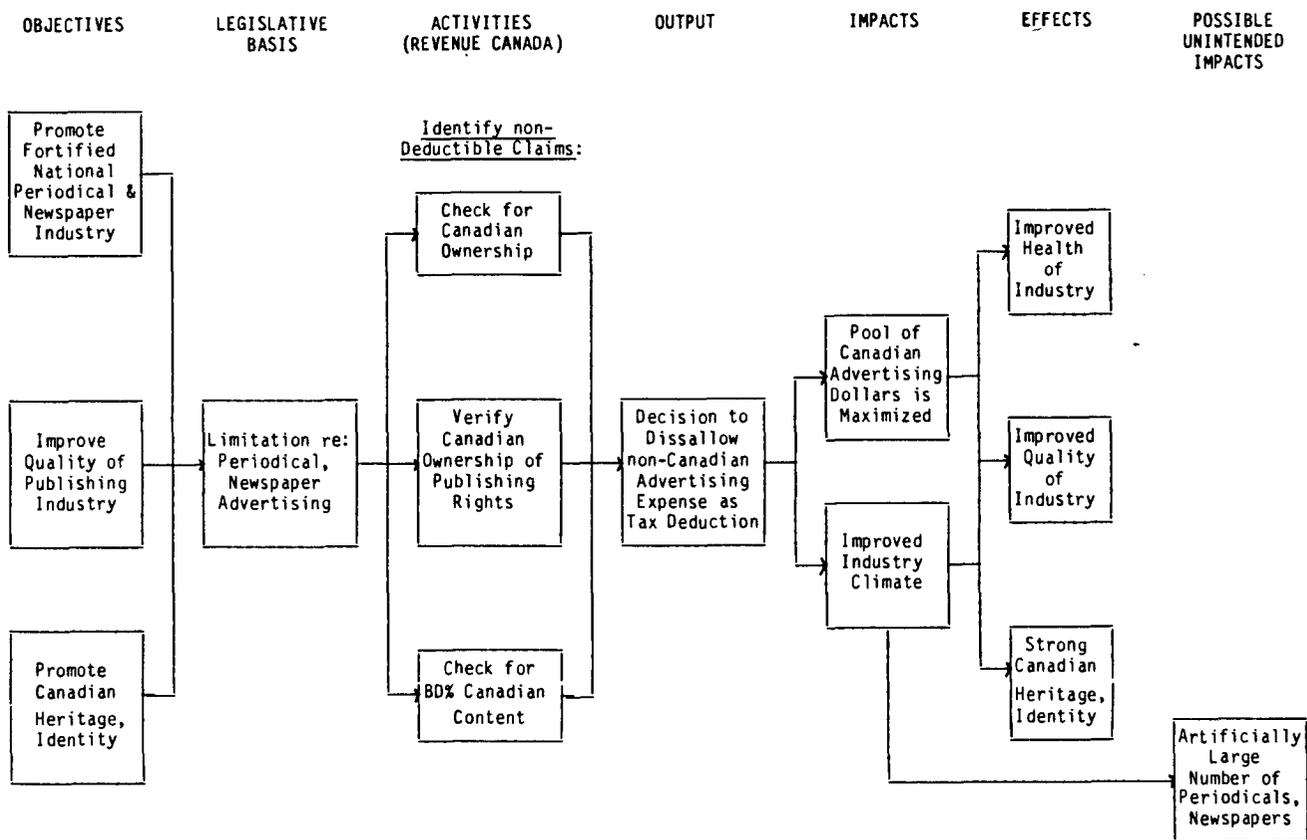 OBJECTIVES
LEGISLATIVE
BASIS
ACTIVITIES
(REVENUE CANADA)
OUTPUT
IMPACTS
EFFECTS
POSSIBLE
UNINTENDED
IMPACTS
Promote
Fortified
National
Periodical &
Newspaper
Industry
Improve
Quality of
Publishing
Industry
Promote
Canadian
Heritage,
Identity
Limitation re:
Periodical,
Newspaper
Advertising
Identify non-
Deductible Claims:
Check for
Canadian
Ownership
Verify
Canadian
Ownership of
Publishing
Rights
Check for
BD% Canadian
Content
Decision to
Dissallow
non-Canadian
Advertising
Expense as
Tax Deduction
Pool of
Canadian
Advertising
Dollars is
Maximized
Improved
Industry
Climate
Improved
Health
of
Industry
Improved
Quality
of
Industry
Strong
Canadian
Heritage,
Identity
Artificially
Large
Number of
Periodicals,
Newspapers